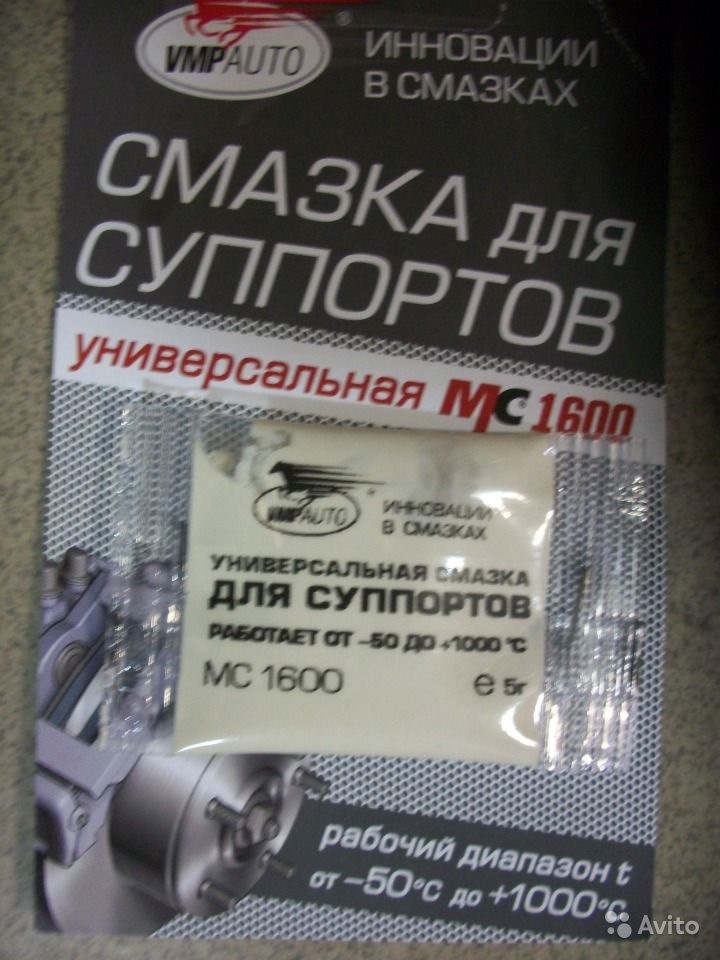 VMPAUTO
®
ИННОВАЦИИ
В СМАЗКАХ
СМАЗКА для
СУППОРТОВ
универсальная МС 1600
VMPAUTO
®
ИННОВАЦИИ
В СМАЗКАХ
УНИВЕРСАЛЬНАЯ СМАЗКА
ДЛЯ СУППОРТОВ
РАБОТАЕТ ОТ –50 ДО +1000 °С
МС 1600
℮ 5г
рабочий диапазон t
от –50°С до +1000°С
Avito